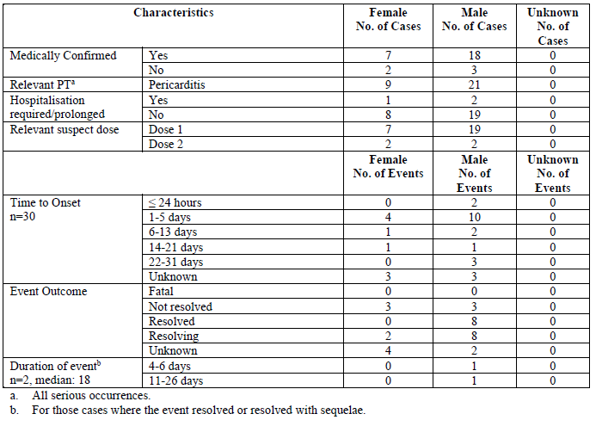 Characteristics Female No. of Cases Male No. of Cases Unknown No. of Cases
Medically Confirmed Yes 7 18 0
No 2 3 0
Relevant PTa Pericarditis 9 21 0
Hospitalisation required/prolonged Yes 1 2 0
No 8 19 0
Relevant suspect dose Dose 1 7 19 0
Dose 2 2 2 0
Female No. of Events Male No. of Events Unknown No. of Events
Time to Onset n=30 ≤ 24 hours 0 2 0
1-5 days 4 10 0
6-13 days 1 2 0
14-21 days 1 1 0
22-31 days 0 3 0
Unknown 3 3 0
Event Outcome Fatal 0 0 0
Not resolved 3 3 0
Resolved 0 8 0
Resolving 2 8 0
Unknown 4 2 0
Duration of eventb n=2, median: 18 4-6 days 0 1 0
11-26 days 0 1 0
a. All serious occurrences.
b. For those cases where the event resolved or resolved with sequelae.